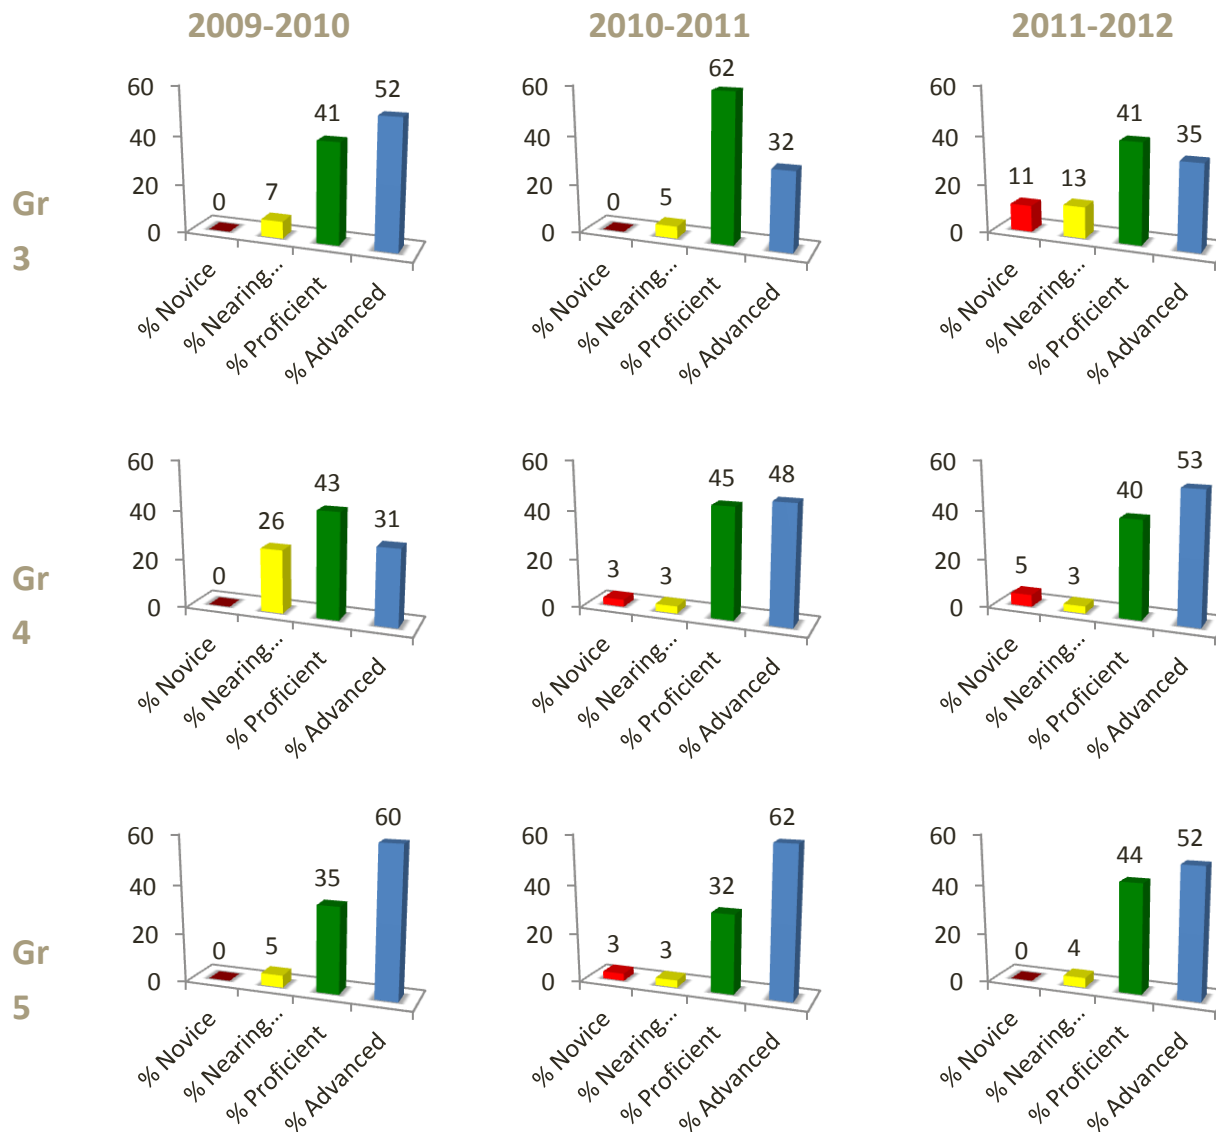 2009-2010 2010-2011 2011-2012
Gr
3
60
40
20
0
0 7 41 52
% Novice
% Nearing...
% Proficient
% Advanced
60
40
20
0
0 5 62 32
% Novice
% Nearing...
% Proficient
% Advanced
60
40
20
0
11 13 41 35
% Novice
% Nearing...
% Proficient
% Advanced
Gr
4
60
40
20
0
0 26 43 31
% Novice
% Nearing...
% Proficient
% Advanced
60
40
20
0
3 3 45 48
% Novice
% Nearing...
% Proficient
% Advanced
60
40
20
0
5 3 40 53
% Novice
% Nearing...
% Proficient
% Advanced
Gr
5
60
40
20
0
0 5 35 60
% Novice
% Nearing...
% Proficient
% Advanced
60
40
20
0
3 3 32 62
% Novice
% Nearing...
% Proficient
% Advanced
60
40
20
0
0 4 44 52
% Novice
% Nearing...
% Proficient
% Advanced